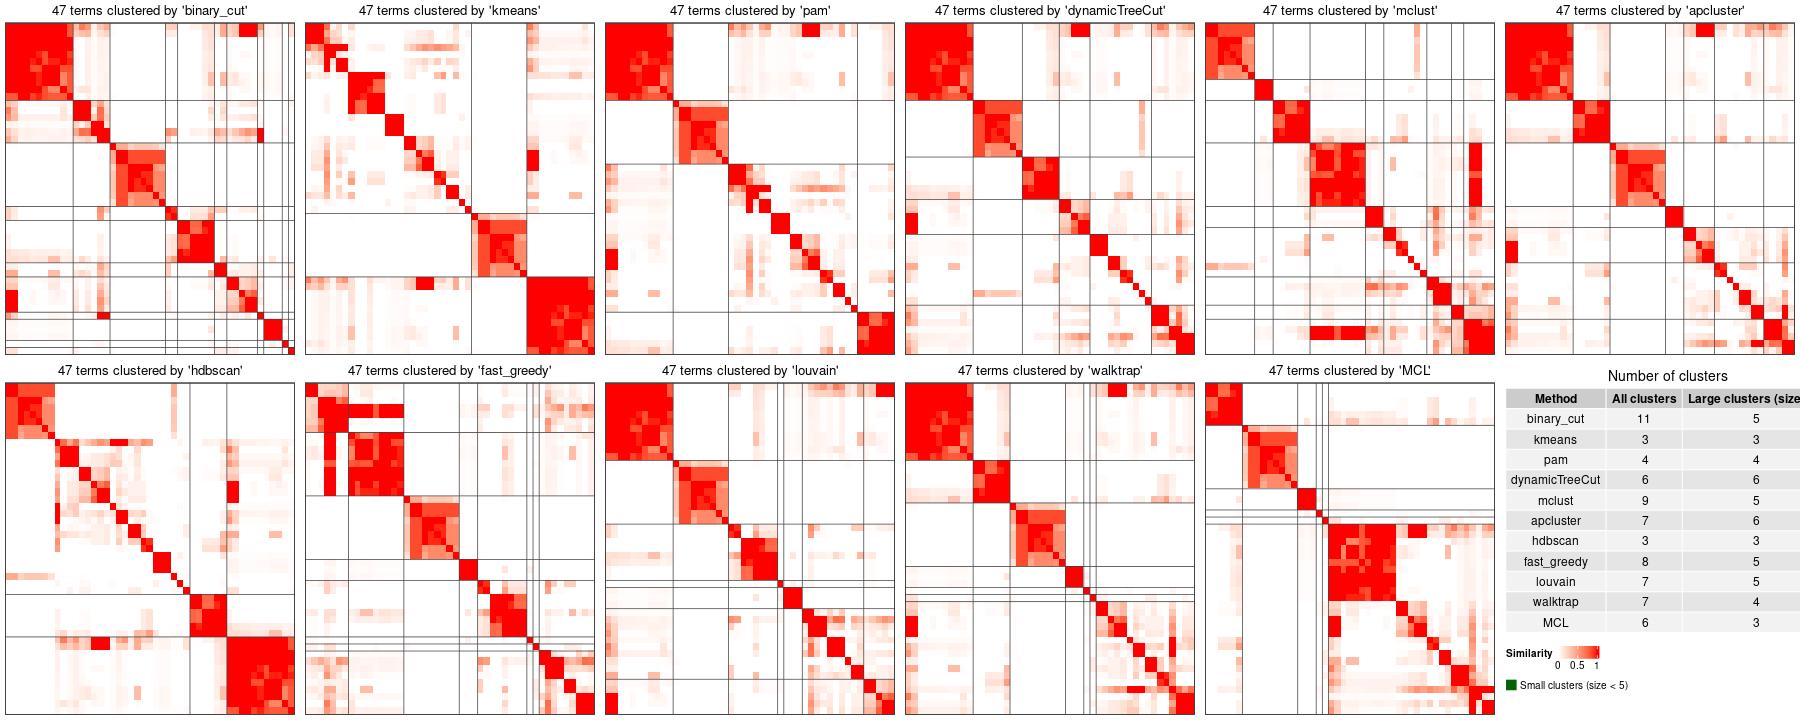 47 terms clustered by 'binary_cut'
47 terms clustered by 'kmeans'
47 terms clustered by 'pam'
47 terms clustered by 'dynamicTreeCut'
47 terms clustered by 'mclust'
47 terms clustered by 'apcluster'
47 terms clustered by 'hdbscan'
47 terms clustered by 'fast_greedy'
47 terms clustered by 'louvain'
47 terms clustered by 'walktrap'
47 terms clustered by 'MCL'
Number of clusters
Method All clusters Large clusters (size
binary_cut 11 5
kmeans 3 3
pam 4 4
dynamicTreeCut 6 6
mclust 9 5
apcluster 7 6
hdbscan 3 3
fast_greedy 8 5
louvain 7 5
walktrap 7 4
MCL 6 3
Similarity
0 0.5 1
Small clusters (size < 5)